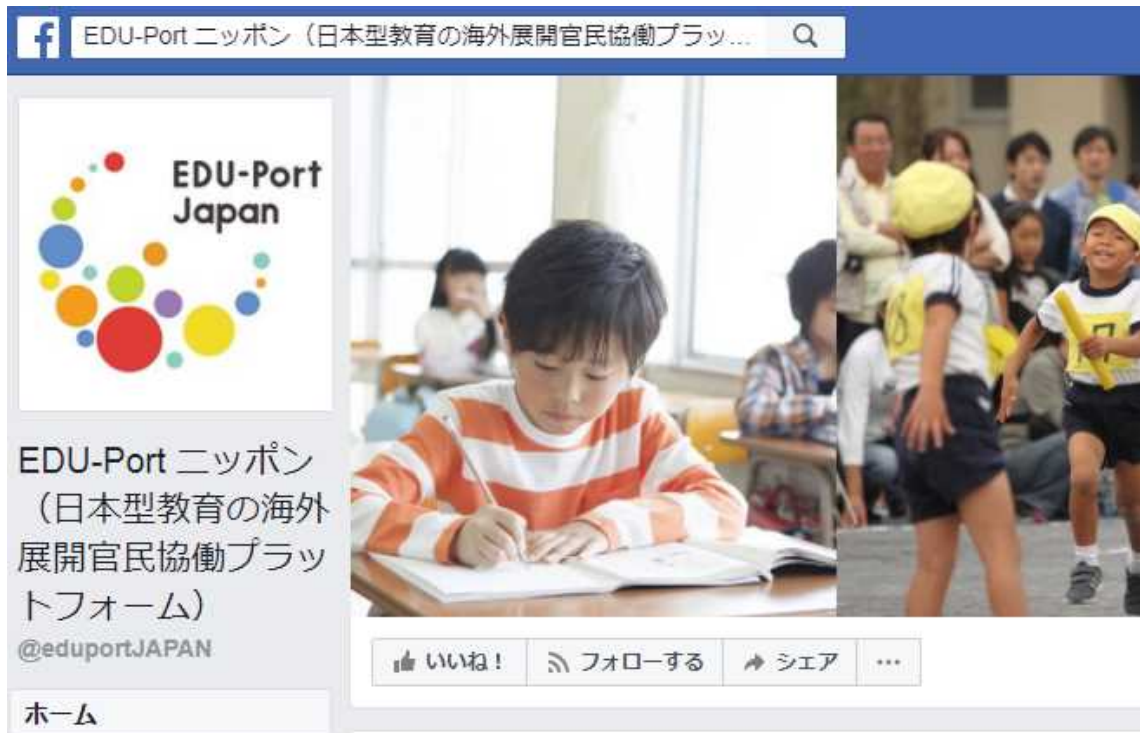 EDU-Port ニッポン（日本型教育の海外展開官民協働プラッ...
EDU-Port
Japan
EDU-Port ニッポン
（日本型教育の海外
展開官民協働プラッ
トフォーム）
@eduportJAPAN
いいね！
フォローする
シェア
...
ホーム